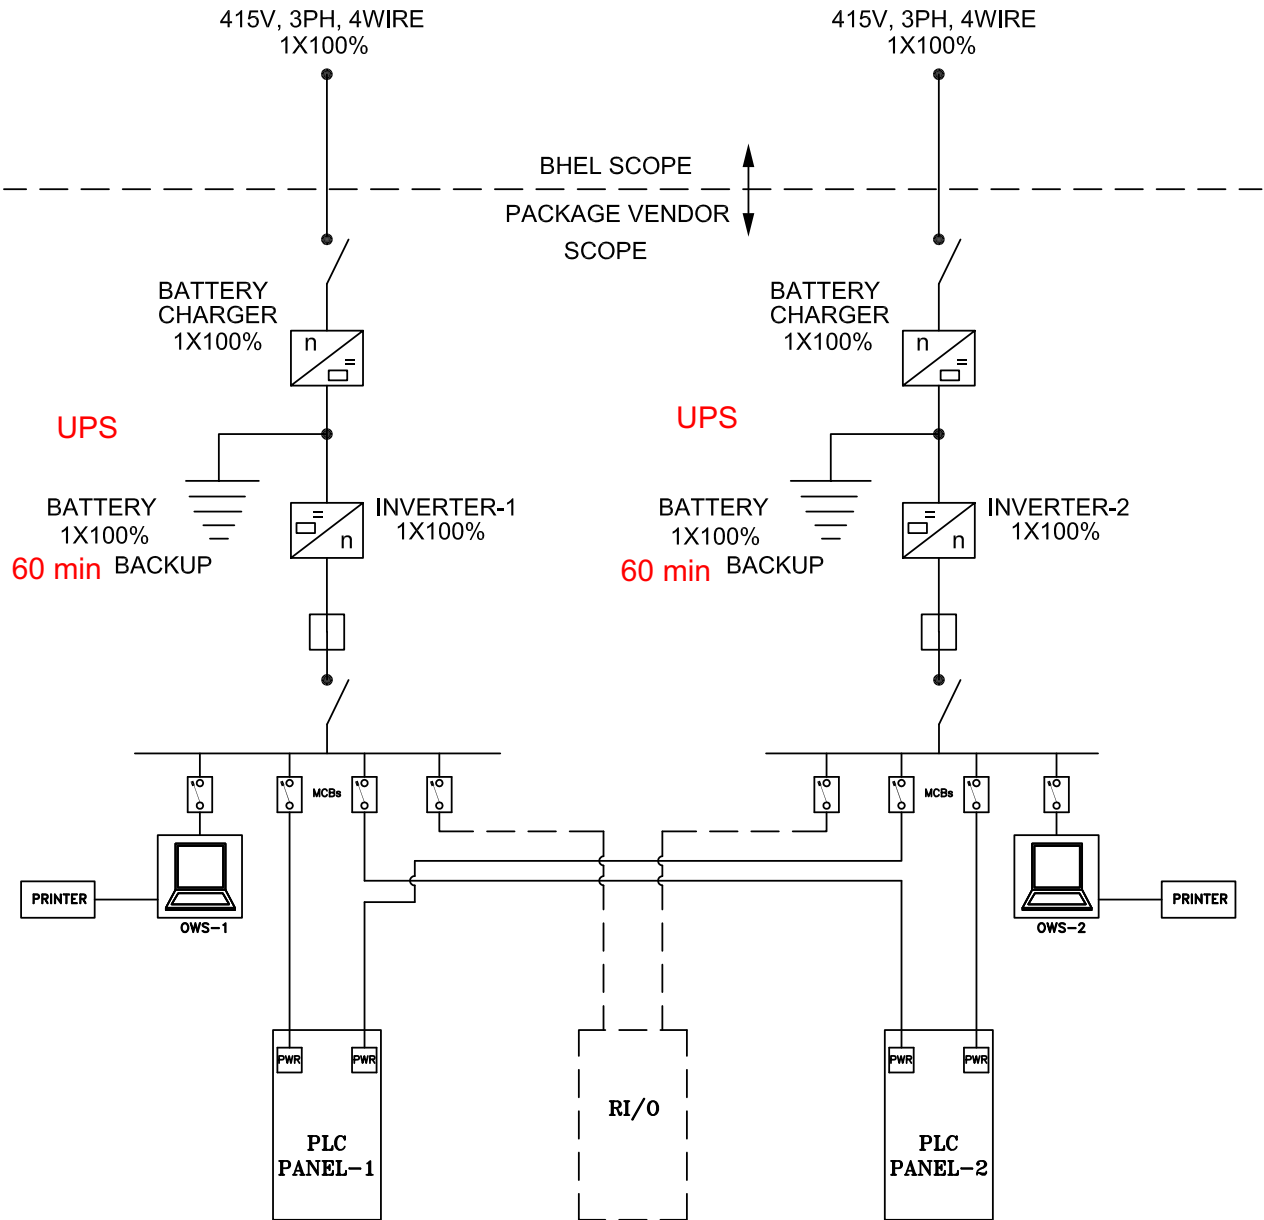 415V, 3PH, 4WIRE
1X100%
415V, 3PH, 4WIRE
1X100%
BHEL SCOPE
PACKAGE VENDOR
SCOPE
BATTERY
CHARGER
1X100%
n
BATTERY
CHARGER
1X100%
n
UPS
UPS
BATTERY
1X100%
60 min BACKUP
INVERTER-1
1X100%
n
BATTERY
1X100%
60 min BACKUP
INVERTER-2
1X100%
n
MCBs
MCBs
PRINTER
OWS-1
OWS-2
PRINTER
PWR
PWR
PLC
PANEL-1
RI/O
PWR
PWR
PLC
PANEL-2